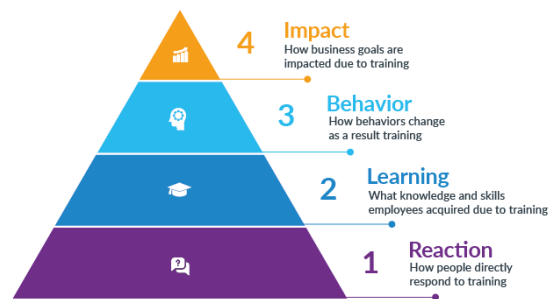 4 Impact
How business goals are
impacted due to training
3 Behavior
How behaviors change
as a result training
2 Learning
What knowledge and skills
employees acquired due to training
1 Reaction
How people directly
respond to training